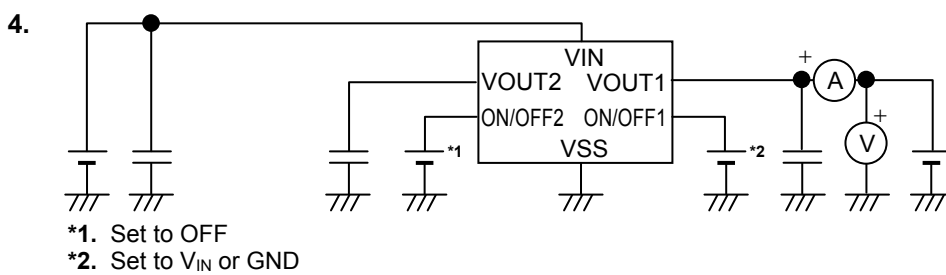 4.
VIN
VOUT2 VOUT1
ON/OFF2 ON/OFF1
VSS
+
A
+
V
*1
*2
*1. Set to OFF
*2. Set to VIN or GND